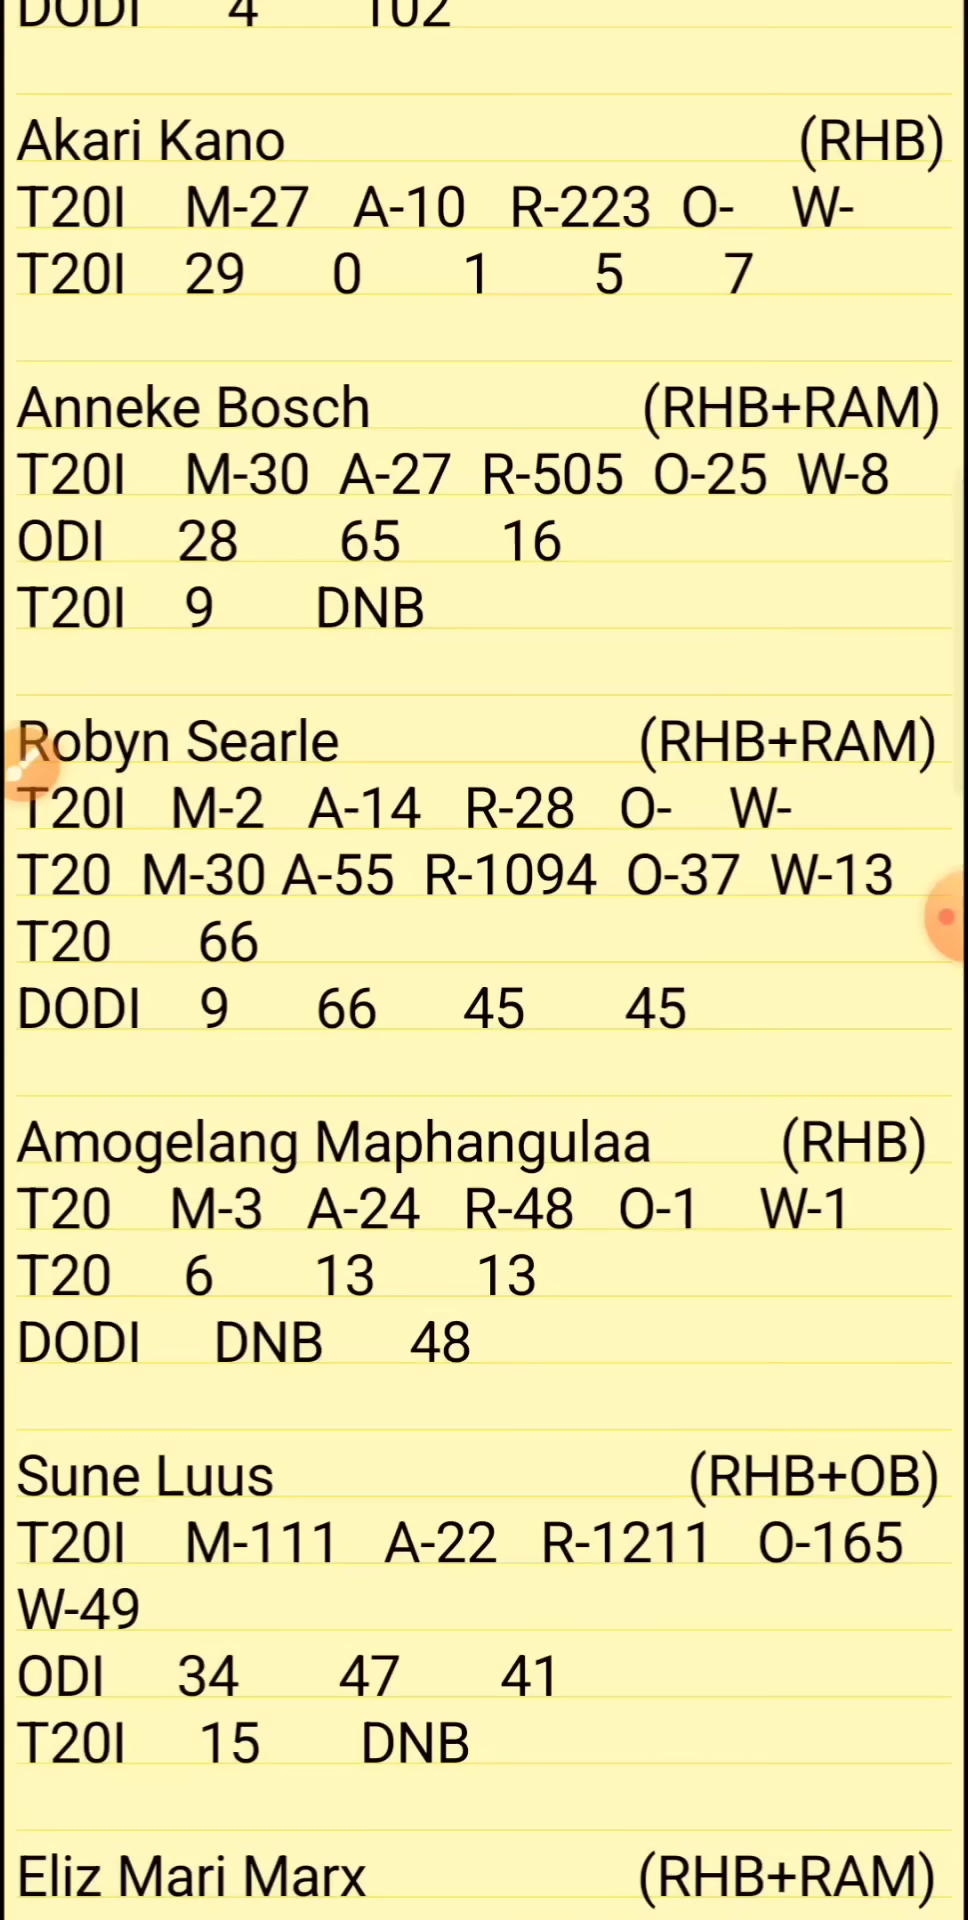 DODI 4 102
Akari Kano (RHB)
T20I M-27 A-10 R-223 O- W-
T20I 29 0 1 5 7
Anneke Bosch (RHB+RAM)
T20I M-30 A-27 R-505 O-25 W-8
ODI 28 65 16
T20I 9 DNB
Robyn Searle (RHB+RAM)
T20I M-2 A-14 R-28 O- W-
T20 M-30 A-55 R-1094 O-37 W-13
T20 66
DODI 9 66 45 45
Amogelang Maphangulaa (RHB)
T20 M-3 A-24 R-48 O-1 W-1
T20 6 13 13
DODI DNB 48
Sune Luus (RHB+OB)
T20I M-111 A-22 R-1211 O-165
W-49
ODI 34 47 41
T20I 15 DNB
Eliz Mari Marx (RHB+RAM)